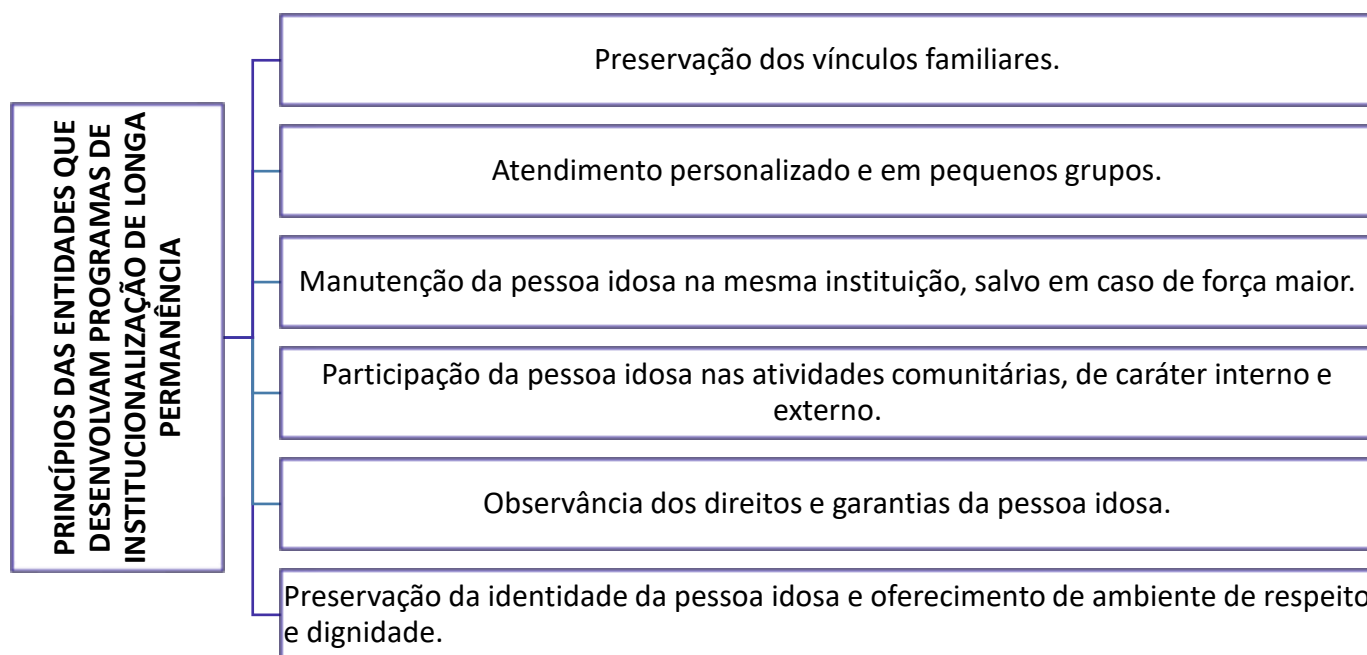 PRINCÍPIOS DAS ENTIDADES QUE
DESENVOLVAM PROGRAMAS DE
INSTITUCIONALIZAÇÃO DE LONGA
PERMANÊNCIA
Preservação dos vínculos familiares.
Atendimento personalizado e em pequenos grupos.
Manutenção da pessoa idosa na mesma instituição, salvo em caso de força maior.
Participação da pessoa idosa nas atividades comunitárias, de caráter interno e
externo.
Observância dos direitos e garantias da pessoa idosa.
Preservação da identidade da pessoa idosa e oferecimento de ambiente de respeito
e dignidade.